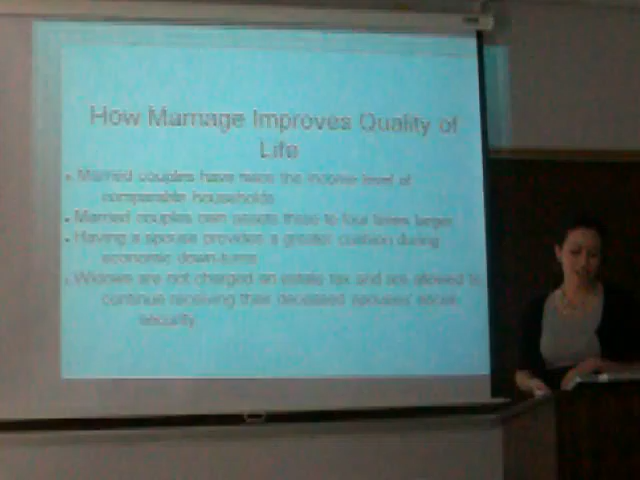 How Marriage Improves Quality of
Life
Married couples have twice the income level of
comparable households
Married couples own assets three to four times larger
Having a spouse provides a greater cushion during
economic down-turns
Widows are not charged an estate tax and are allowed to
continue receiving their deceased spouses' social
security